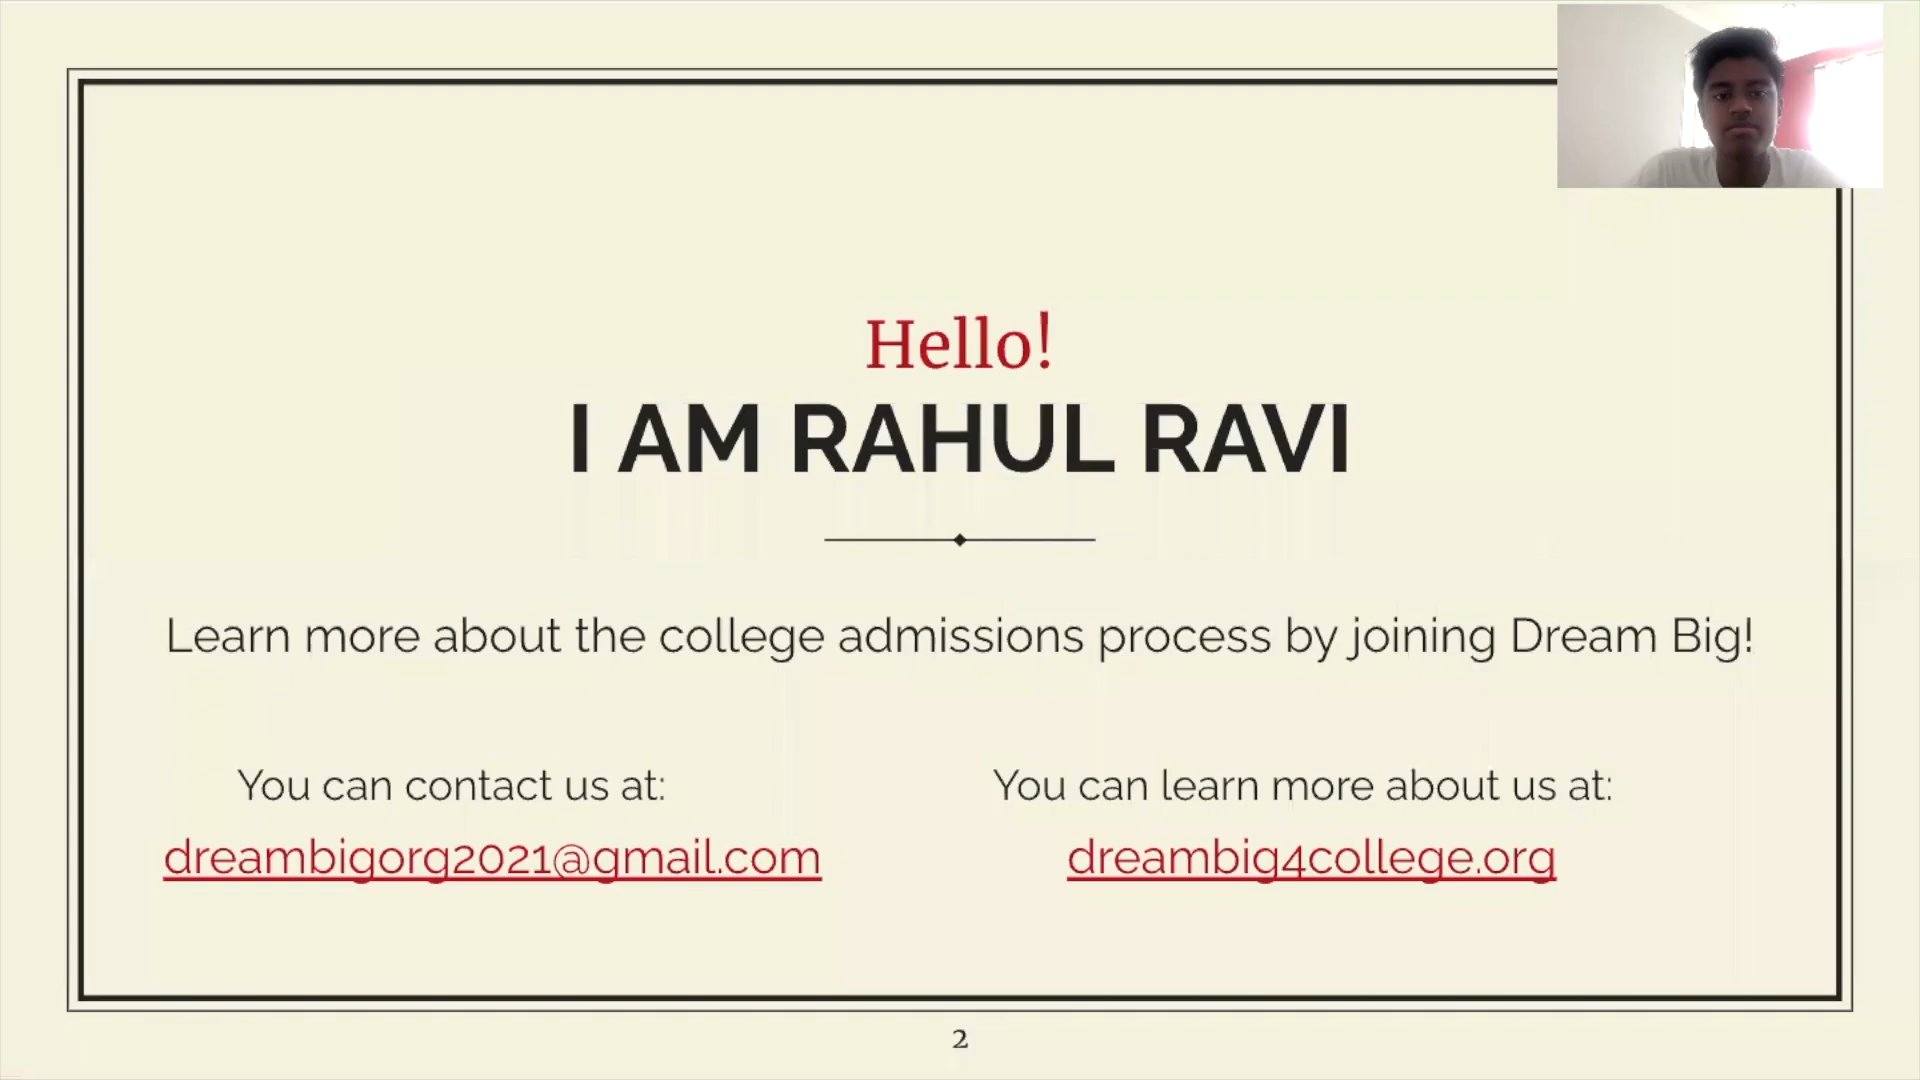 Hello!
I AM RAHUL RAVI
Learn more about the college admissions process by joining Dream Big!
You can contact us at:
dreambigorg2021@gmail.com
You can learn more about us at:
dreambig4college.org
2